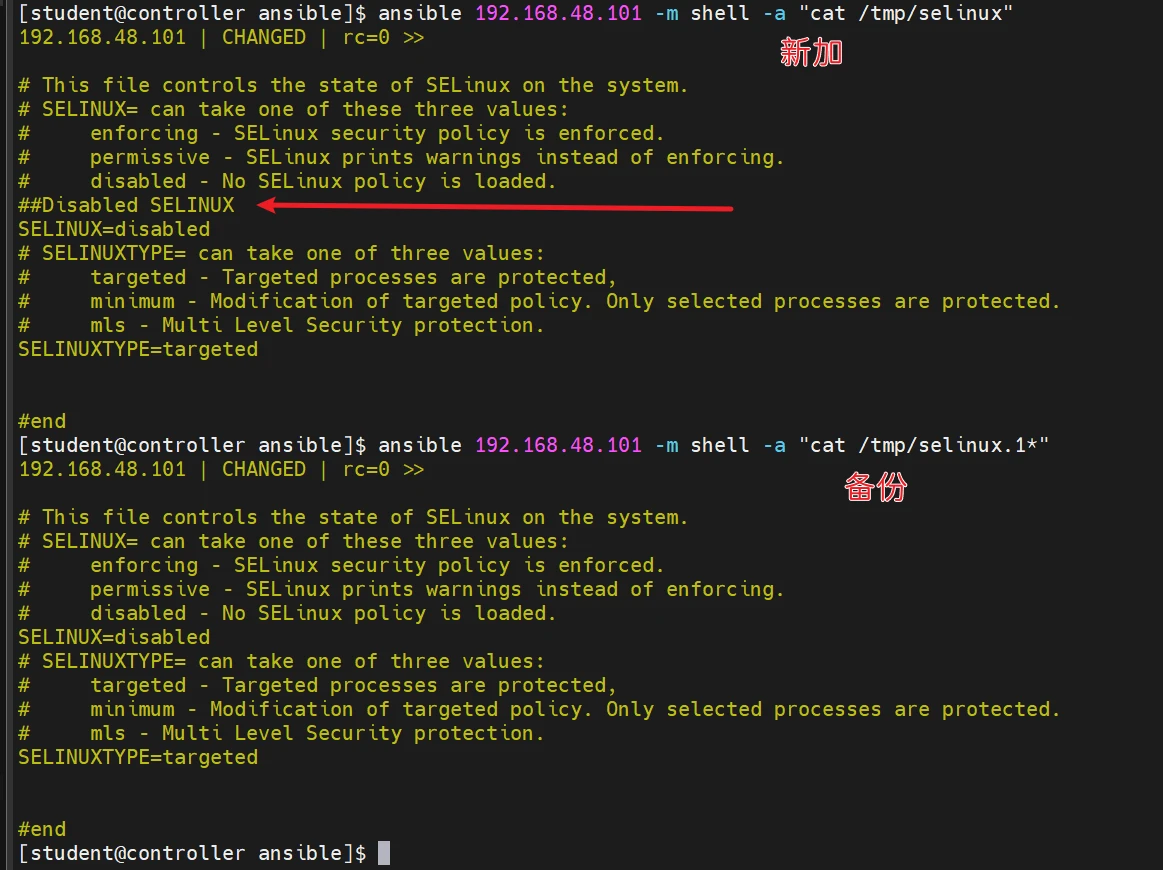 [student@controller ansible]$ ansible 192.168.48.101 -m shell -a "cat /tmp/selinux"
192.168.48.101 | CHANGED | rc=0 >>
新加
# This file controls the state of SELinux on the system.
# SELINUX= can take one of these three values:
#     enforcing - SELinux security policy is enforced.
#     permissive - SELinux prints warnings instead of enforcing.
#     disabled - No SELinux policy is loaded.
##Disabled SELINUX
SELINUX=disabled
# SELINUXTYPE= can take one of three values:
#     targeted - Targeted processes are protected,
#     minimum - Modification of targeted policy. Only selected processes are protected.
#     mls - Multi Level Security protection.
SELINUXTYPE=targeted
#end
[student@controller ansible]$ ansible 192.168.48.101 -m shell -a "cat /tmp/selinux.1*"
192.168.48.101 | CHANGED | rc=0 >>
备份
# This file controls the state of SELinux on the system.
# SELINUX= can take one of these three values:
#     enforcing - SELinux security policy is enforced.
#     permissive - SELinux prints warnings instead of enforcing.
#     disabled - No SELinux policy is loaded.
SELINUX=disabled
# SELINUXTYPE= can take one of three values:
#     targeted - Targeted processes are protected,
#     minimum - Modification of targeted policy. Only selected processes are protected.
#     mls - Multi Level Security protection.
SELINUXTYPE=targeted
#end
[student@controller ansible]$